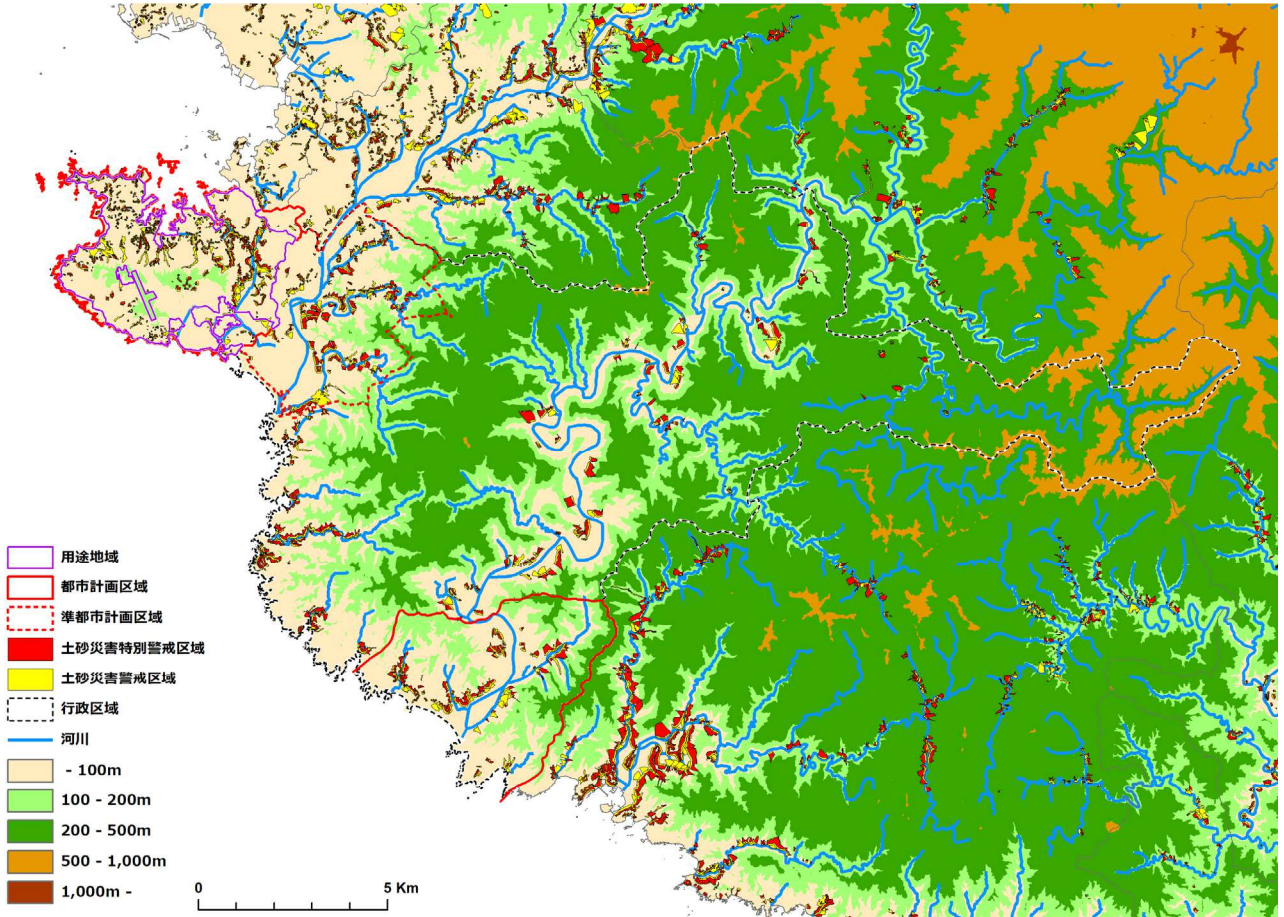 用途地域
都市計画区域
準都市計画区域
土砂災害特別警戒区域
土砂災害警戒区域
行政区域
河川
- 100m
100 - 200m
200 - 500m
500 - 1,000m
1,000m -
0 5 Km